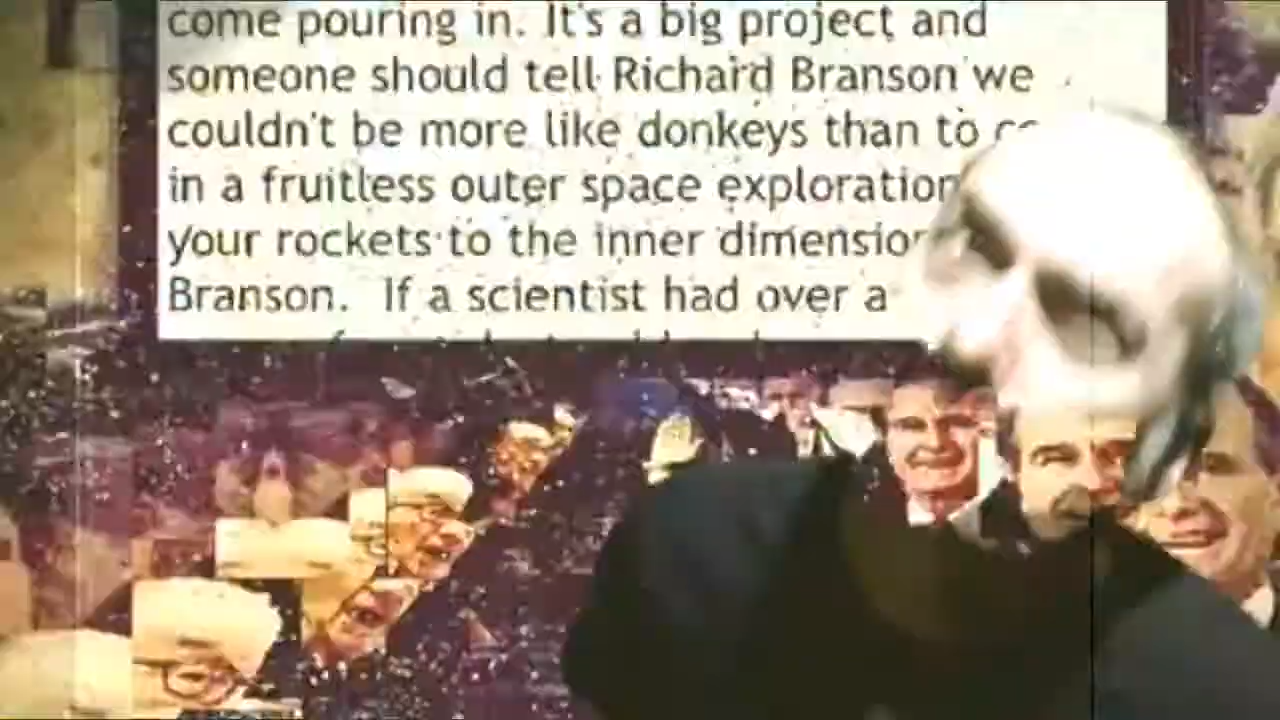 come pouring in. It's a big project and
someone should tell Richard Branson we
couldn't be more like donkeys than to
in a fruitless outer space exploration
your rockets to the inner dimension
Branson. If a scientist had over a